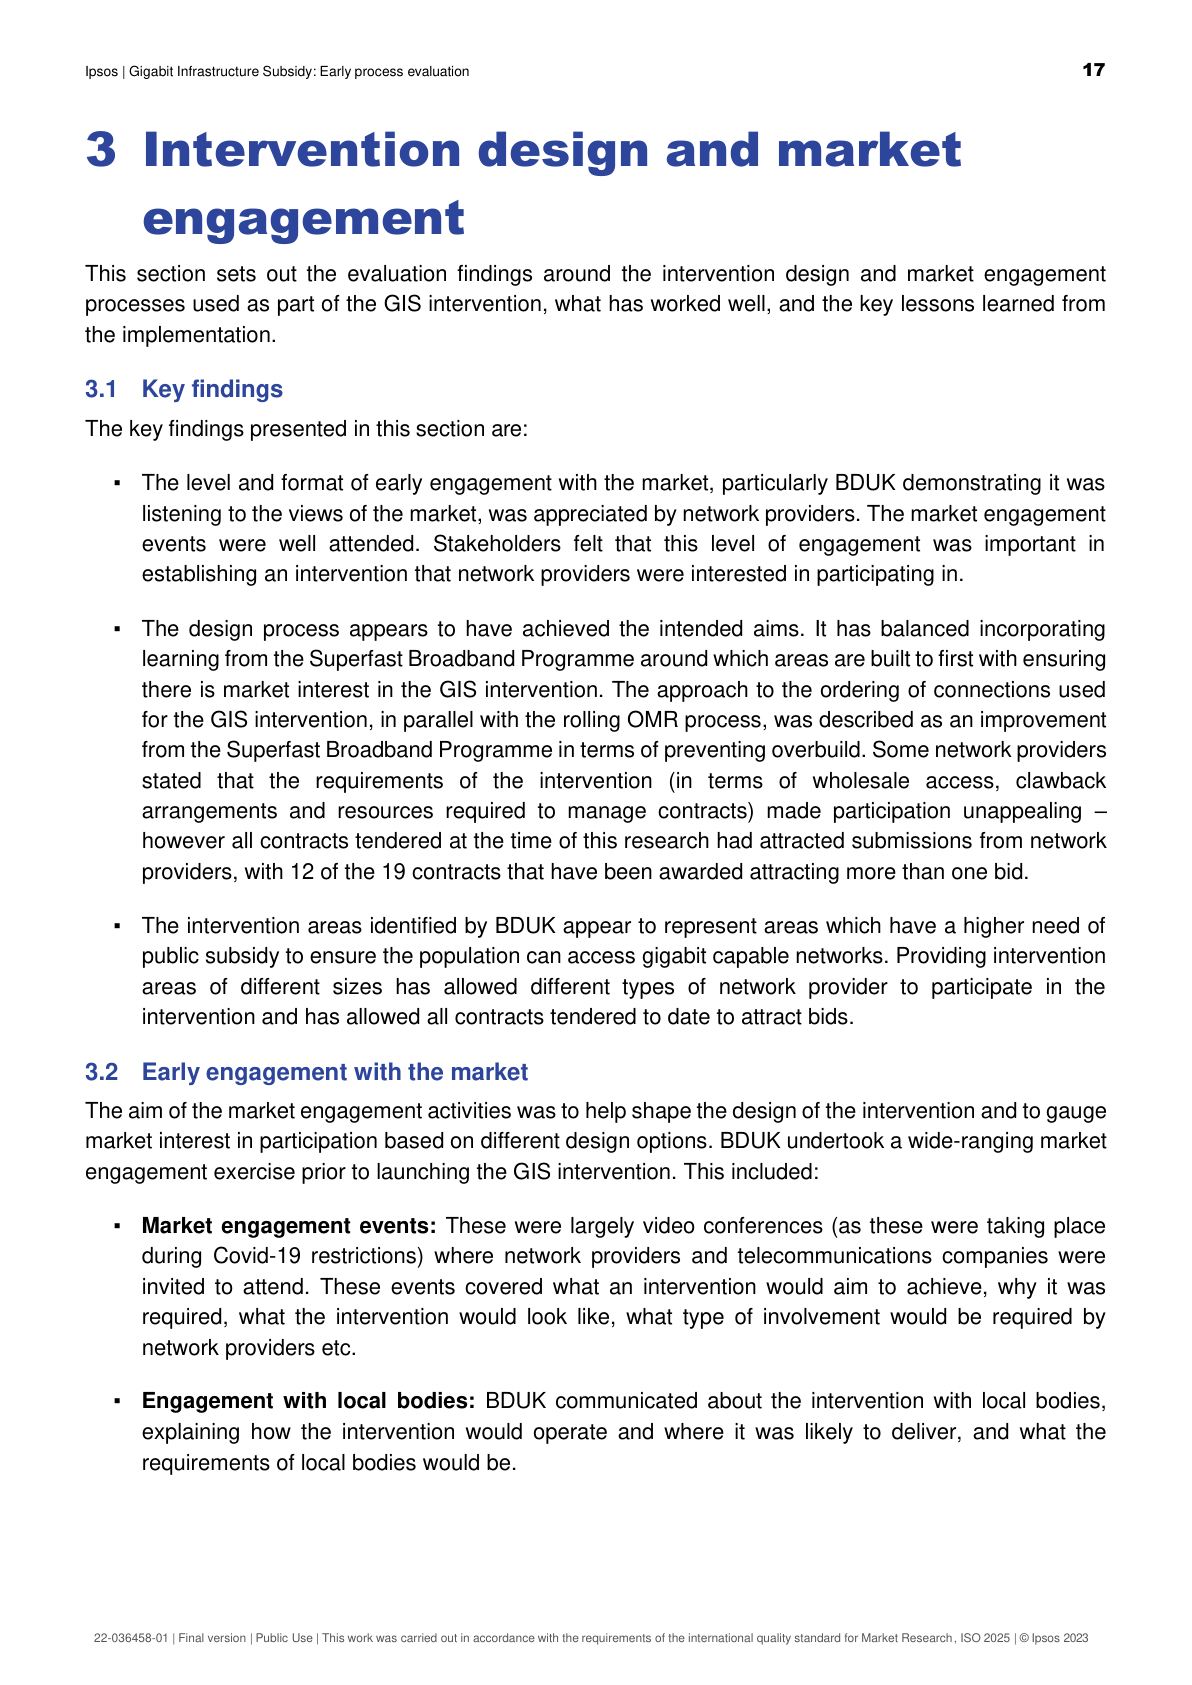 Ipsos | Gigabit Infrastructure Subsidy: Early process evaluation 17
3 Intervention design and market
engagement
This section sets out the evaluation findings around the intervention design and market engagement
processes used as part of the GIS intervention, what has worked well, and the key lessons learned from
the implementation.
3.1 Key findings
The key findings presented in this section are:
▪ The level and format of early engagement with the market, particularly BDUK demonstrating it was
listening to the views of the market, was appreciated by network providers. The market engagement
events were well attended. Stakeholders felt that this level of engagement was important in
establishing an intervention that network providers were interested in participating in.
▪ The design process appears to have achieved the intended aims. It has balanced incorporating
learning from the Superfast Broadband Programme around which areas are built to first with ensuring
there is market interest in the GIS intervention. The approach to the ordering of connections used
for the GIS intervention, in parallel with the rolling OMR process, was described as an improvement
from the Superfast Broadband Programme in terms of preventing overbuild. Some network providers
stated that the requirements of the intervention (in terms of wholesale access, clawback
arrangements and resources required to manage contracts) made participation unappealing –
however all contracts tendered at the time of this research had attracted submissions from network
providers, with 12 of the 19 contracts that have been awarded attracting more than one bid.
▪ The intervention areas identified by BDUK appear to represent areas which have a higher need of
public subsidy to ensure the population can access gigabit capable networks. Providing intervention
areas of different sizes has allowed different types of network provider to participate in the
intervention and has allowed all contracts tendered to date to attract bids.
3.2 Early engagement with the market
The aim of the market engagement activities was to help shape the design of the intervention and to gauge
market interest in participation based on different design options. BDUK undertook a wide-ranging market
engagement exercise prior to launching the GIS intervention. This included:
▪ Market engagement events: These were largely video conferences (as these were taking place
during Covid-19 restrictions) where network providers and telecommunications companies were
invited to attend. These events covered what an intervention would aim to achieve, why it was
required, what the intervention would look like, what type of involvement would be required by
network providers etc.
▪ Engagement with local bodies: BDUK communicated about the intervention with local bodies,
explaining how the intervention would operate and where it was likely to deliver, and what the
requirements of local bodies would be.
22-036458-01 | Final version | Public Use | This work was carried out in accordance with the requirements of the international quality standard for Market Research, ISO 2025 | © Ipsos 2023